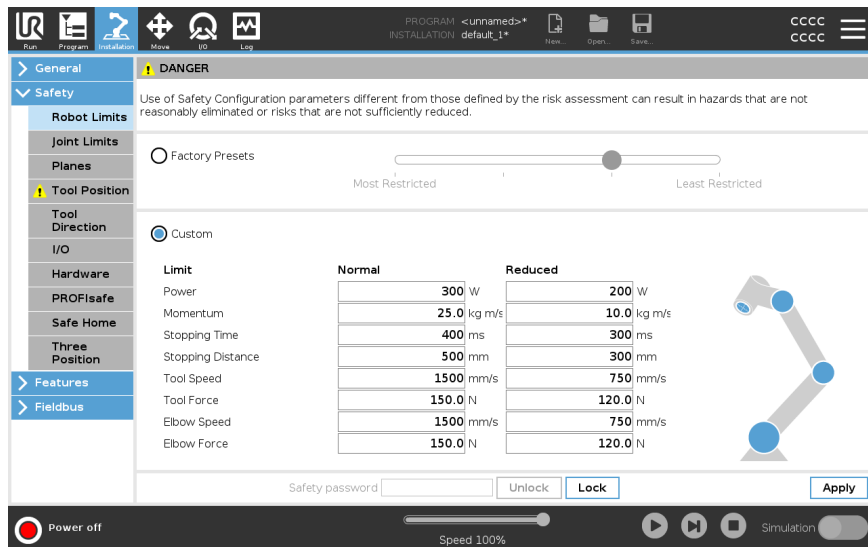 UR
Run
Program
Installation
Move
I/O
Log
PROGRAM <unnamed>*
INSTALLATION default_1*
New...
Open...
Save...
CCCC
CCCC
General
Safety
Robot Limits
Joint Limits
Planes
Tool Position
Tool
Direction
I/O
Hardware
PROFIsafe
Safe Home
Three
Position
Features
Fieldbus
DANGER
Use of Safety Configuration parameters different from those defined by the risk assessment can result in hazards that are not
reasonably eliminated or risks that are not sufficiently reduced.
Factory Presets
Most Restricted Least Restricted
Custom
Limit Normal Reduced
Power 300 W 200 W
Momentum 25.0 kg m/s 10.0 kg m/s
Stopping Time 400 ms 300 ms
Stopping Distance 500 mm 300 mm
Tool Speed 1500 mm/s 750 mm/s
Tool Force 150.0 N 120.0 N
Elbow Speed 1500 mm/s 750 mm/s
Elbow Force 150.0 N 120.0 N
Safety password Unlock Lock Apply
Power off
Speed 100%
Simulation